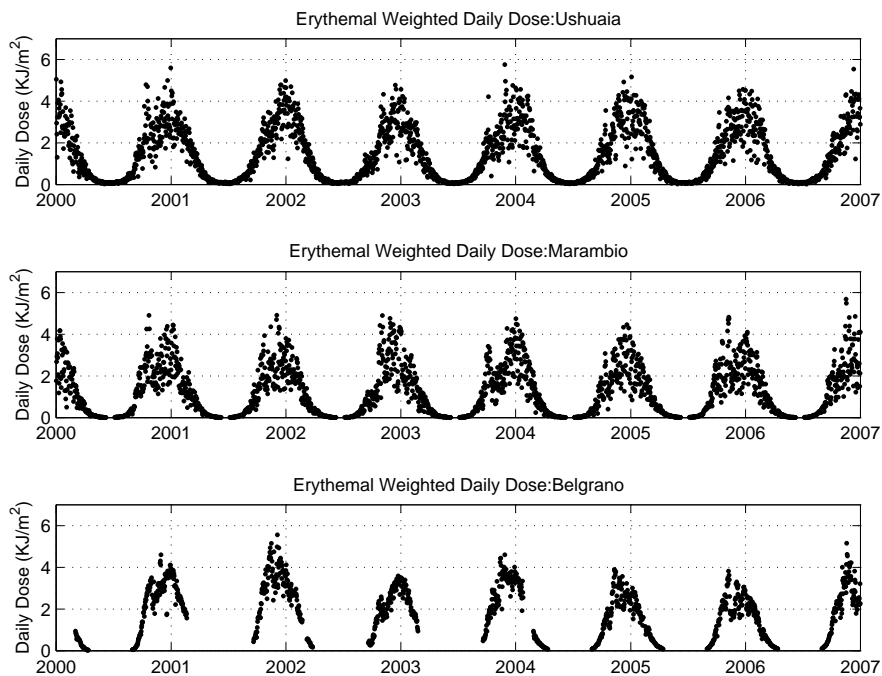 Erythemal Weighted Daily Dose:Ushuaia
Daily Dose (KJ/m²)
6
4
2
0
2000 2001 2002 2003 2004 2005 2006 2007
Erythemal Weighted Daily Dose:Marambio
Daily Dose (KJ/m²)
6
4
2
0
2000 2001 2002 2003 2004 2005 2006 2007
Erythemal Weighted Daily Dose:Belgrano
Daily Dose (KJ/m²)
6
4
2
0
2000 2001 2002 2003 2004 2005 2006 2007